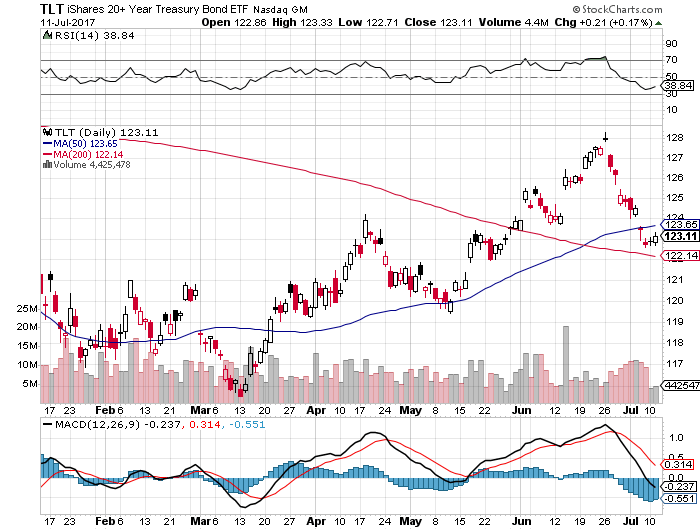 TLT iShares 20+ Year Treasury Bond ETF Nasdaq GM © StockCharts.com
11-Jul-2017 Open 122.86 High 123.33 Low 122.71 Close 123.11 Volume 4.4M Chg +0.21 (+0.17%)
RSI(14) 38.84
90
70
50
38.84
30
10
TLT (Daily) 123.11
MA(50) 123.65
MA(200) 122.14
Volume 4,425,478
128
127
126
125
124
123.65
123.11
122.14
121
120
119
118
117
25M
20M
15M
10M
5M
442547
17 23 Feb 6 13 21 Mar 6 13 20 27 Apr 10 17 24 May 8 15 22 Jun 12 19 26 Jul 10
MACD(12,26,9) -0.237, 0.314, -0.551
1.0
0.5
0.314
0.0
-0.237
-0.551
17 23 Feb 6 13 21 Mar 6 13 20 27 Apr 10 17 24 May 8 15 22 Jun 12 19 26 Jul 10